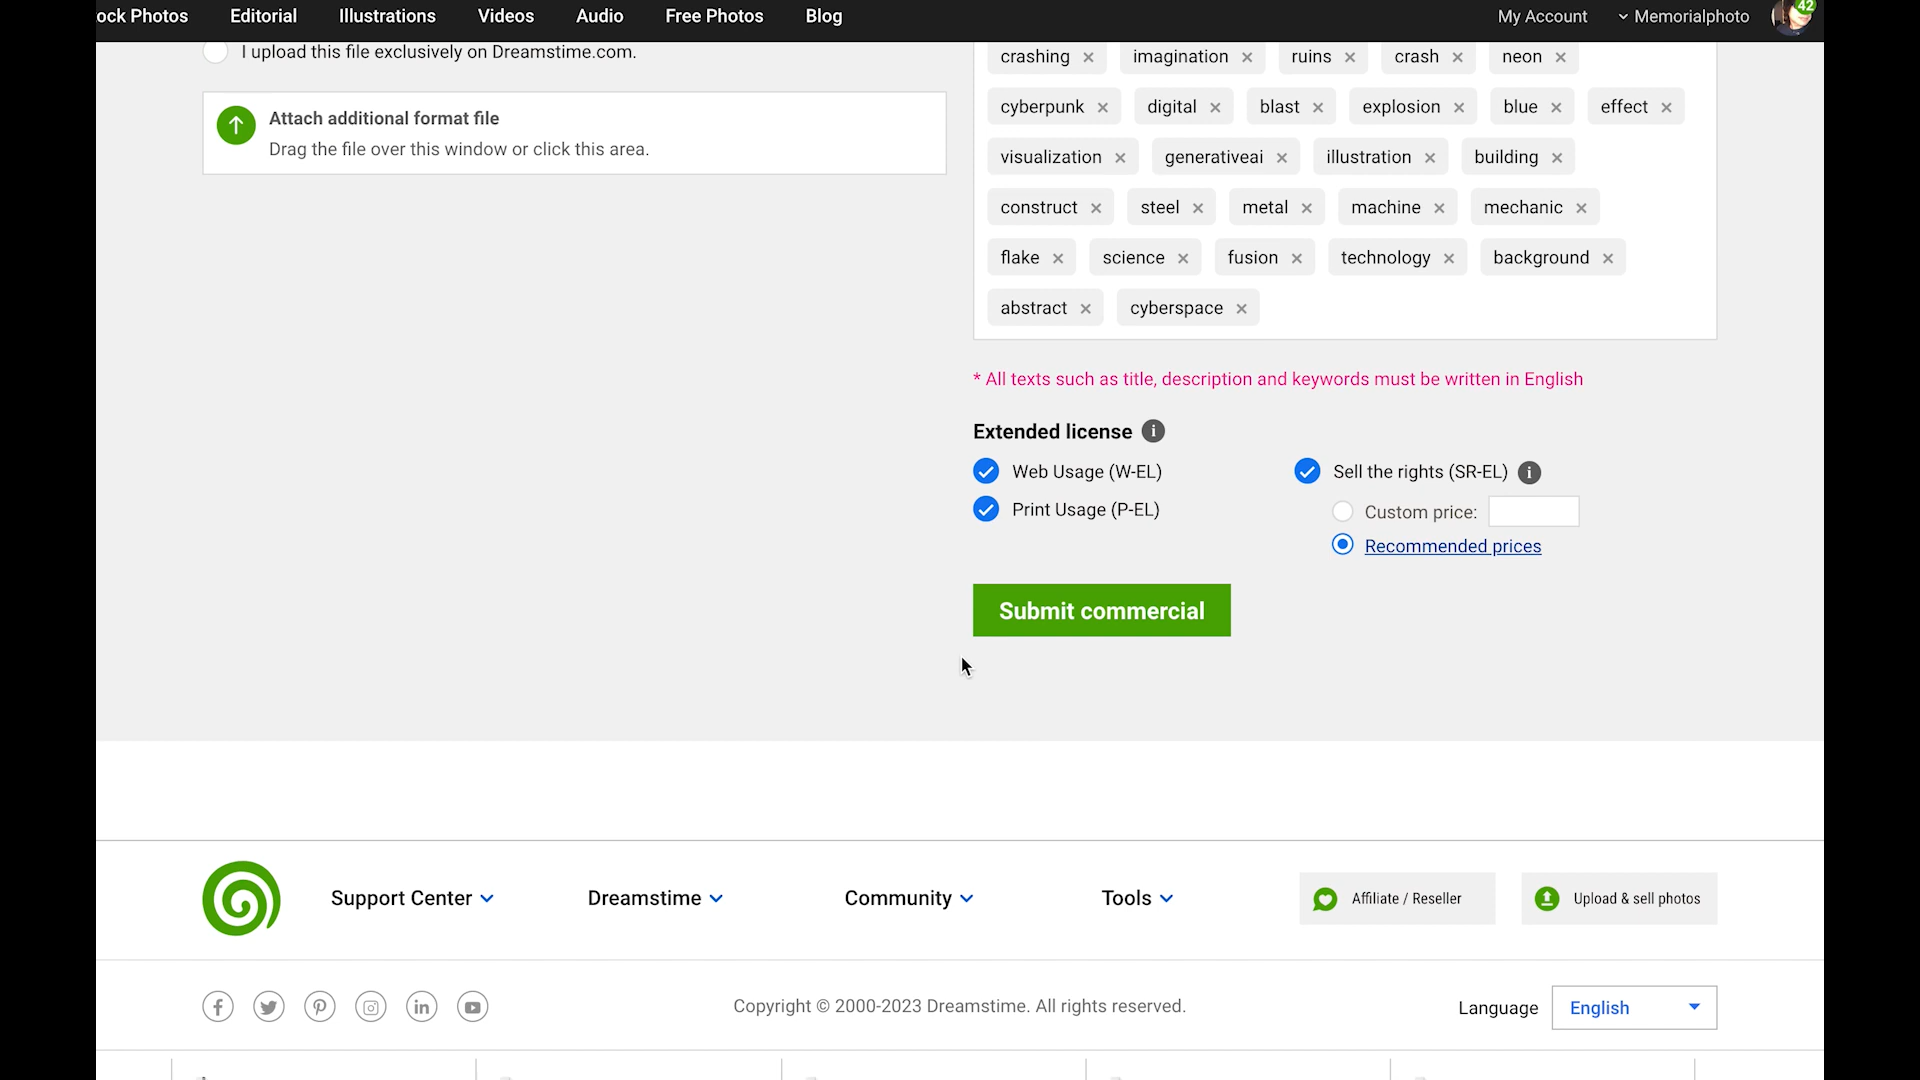 ock Photos Editorial Illustrations Videos Audio Free Photos Blog My Account Memorialphoto 42
I upload this file exclusively on Dreamstime.com.
Attach additional format file
Drag the file over this window or click this area.
crashing × imagination × ruins × crash × neon ×
cyberpunk × digital × blast × explosion × blue × effect ×
visualization × generativeai × illustration × building ×
construct × steel × metal × machine × mechanic ×
flake × science × fusion × technology × background ×
abstract × cyberspace ×
* All texts such as title, description and keywords must be written in English
Extended license i
Web Usage (W-EL) Sell the rights (SR-EL) i
Print Usage (P-EL) Custom price:
Recommended prices
Submit commercial
Support Center Dreamstime Community Tools Affiliate / Reseller Upload & sell photos
Copyright © 2000-2023 Dreamstime. All rights reserved. Language English